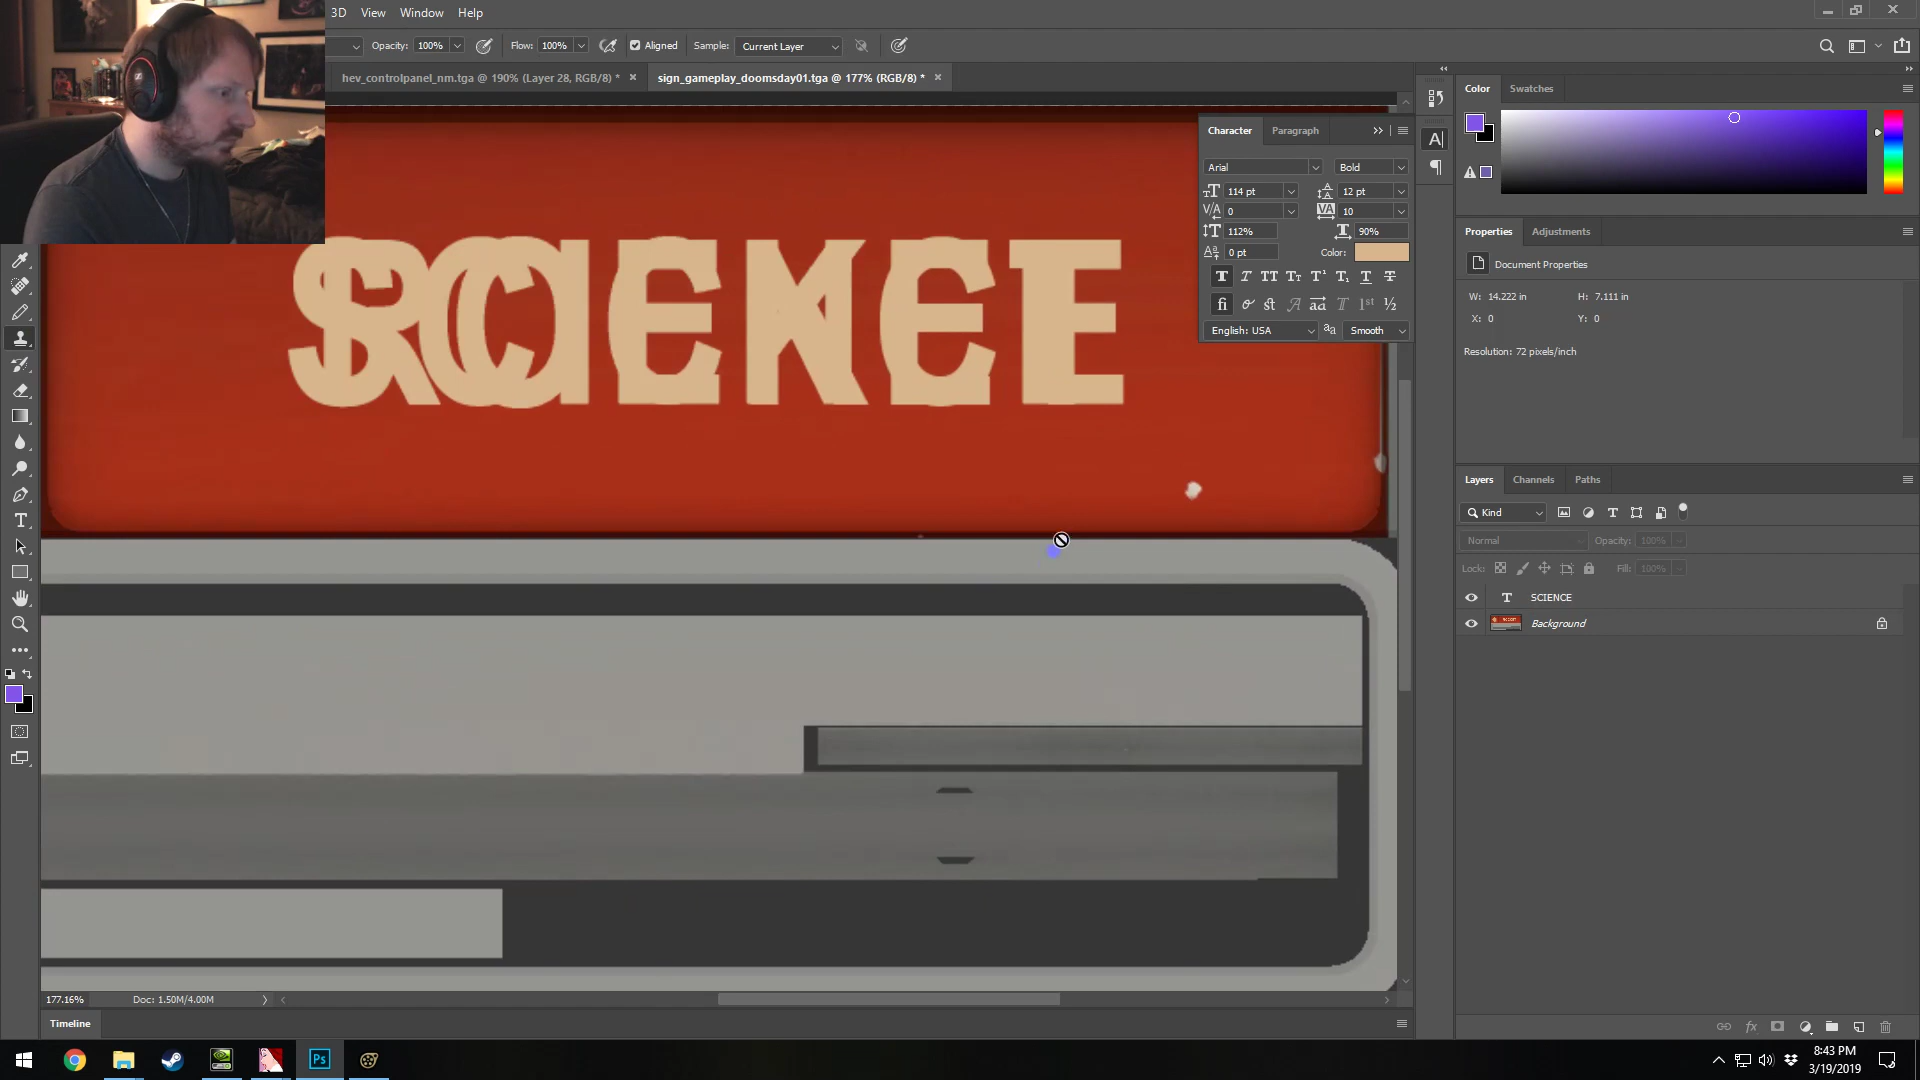 3D View Window Help
Opacity: 100% Flow: 100% Aligned Sample: Current Layer
hev_controlpanel_nm.tga @ 190% (Layer 28, RGB/8) * × sign_gameplay_doomsday01.tga @ 177% (RGB/8) * ×
Color Swatches
Character Paragraph
Arial Bold
114 pt 12 pt
0 10
112% 90%
0 pt Color:
English: USA Smooth
SCIENCE
Properties Adjustments
Document Properties
W: 14.222 in H: 7.111 in
X: 0 Y: 0
Resolution: 72 pixels/inch
Layers Channels Paths
Kind
Normal Opacity: 100%
Lock: Fill: 100%
SCIENCE
Background
177.16% Doc: 1.50M/4.00M
Timeline
8:43 PM
3/19/2019